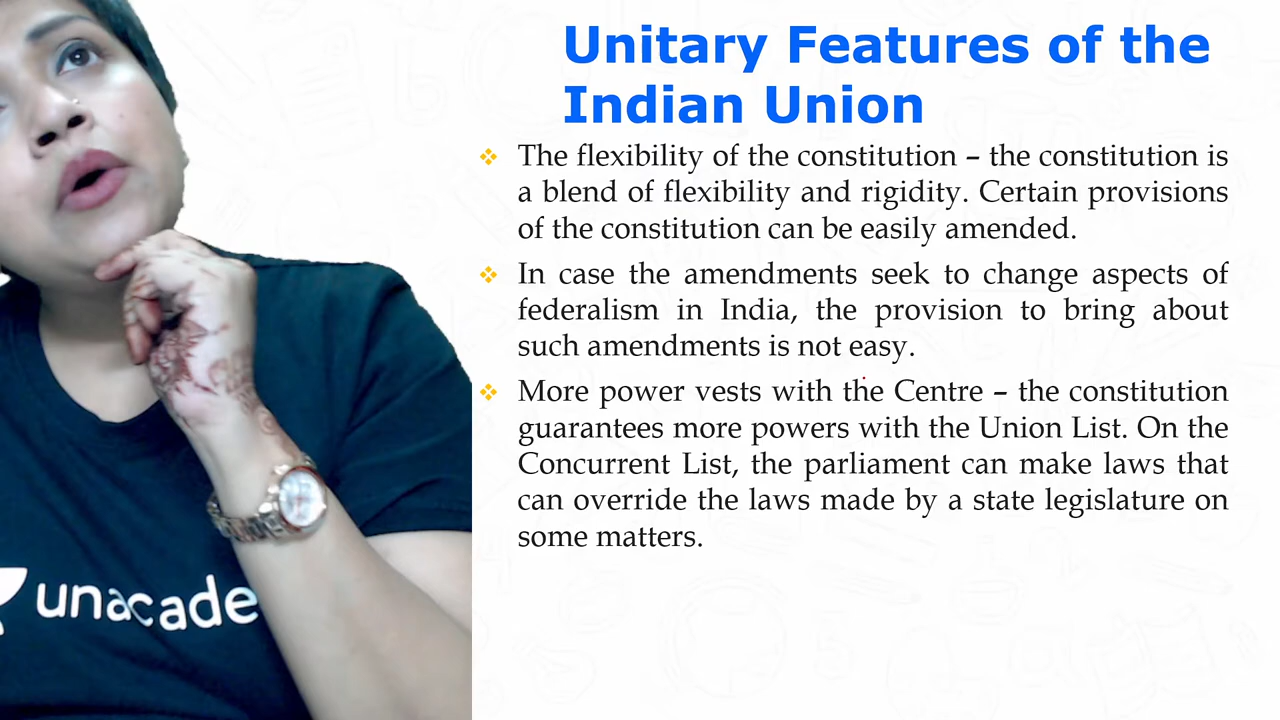 Unitary Features of the
Indian Union
The flexibility of the constitution – the constitution is
a blend of flexibility and rigidity. Certain provisions
of the constitution can be easily amended.
In case the amendments seek to change aspects of
federalism in India, the provision to bring about
such amendments is not easy.
More power vests with the Centre – the constitution
guarantees more powers with the Union List. On the
Concurrent List, the parliament can make laws that
can override the laws made by a state legislature on
some matters.
unacade